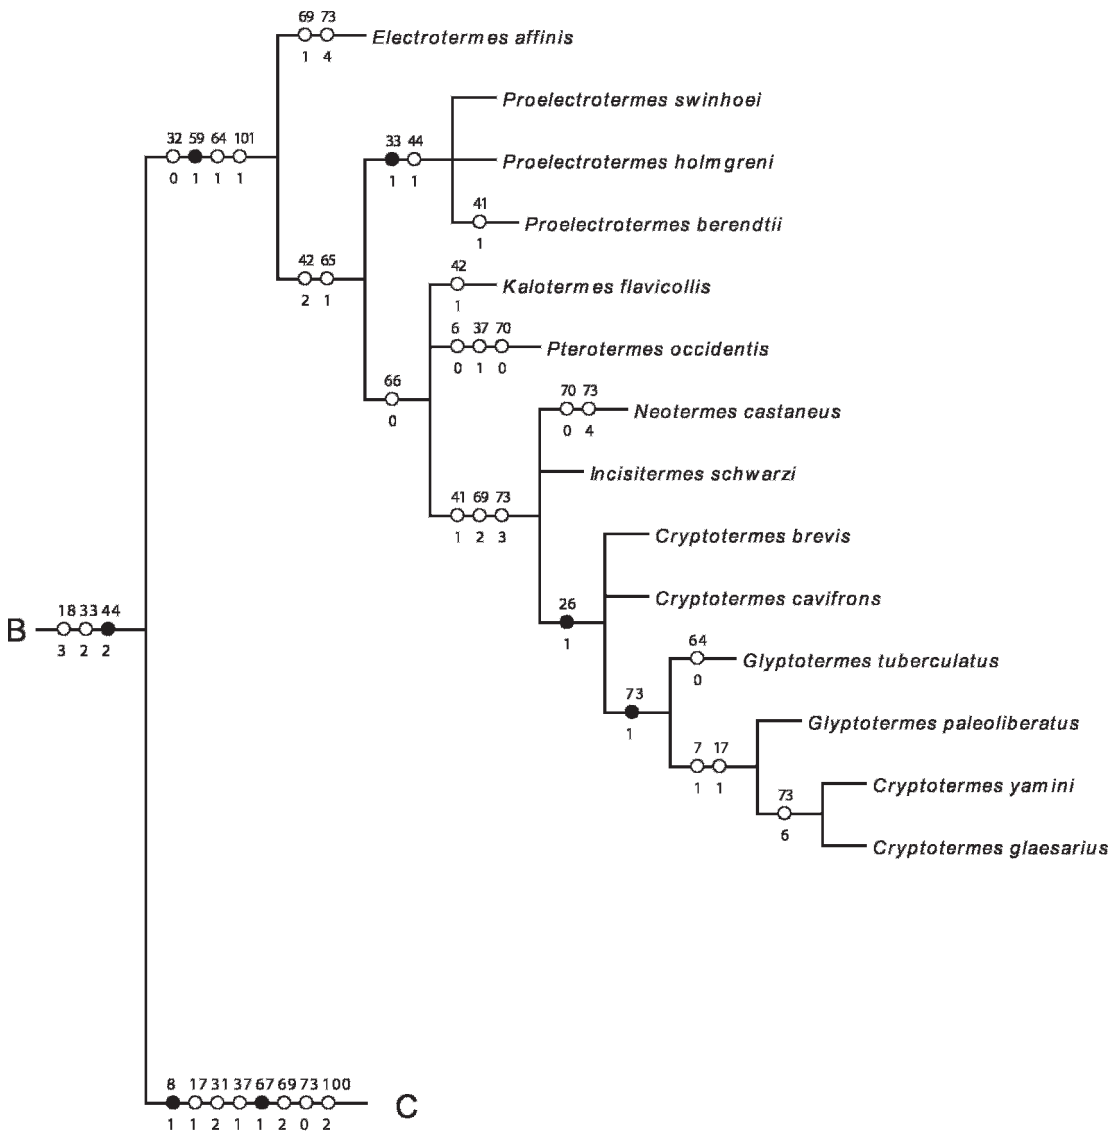 69 73
Electrotermes affinis
1 4
Proelectrotermes swinhoei
32 59 64 101
0 1 1 1
33 44
Proelectrotermes holmgreni
1 1
41
Proelectrotermes berendtii
1
42 65
2 1
42
Kalotermes flavicollis
1
6 37 70
Pterotermes occidentis
0 1 0
66
0
70 73
Neotermes castaneus
0 4
Incisitermes schwarzi
41 69 73
1 2 3
Cryptotermes brevis
Cryptotermes cavifrons
26
1
B
18 33 44
3 2 2
64
Glyptotermes tuberculatus
0
73
1
Glyptotermes paleoliberatus
7 17
1 1
Cryptotermes yamini
73
6
Cryptotermes glaesarius
8 17 31 37 67 69 73 100
C
1 1 2 1 1 2 0 2